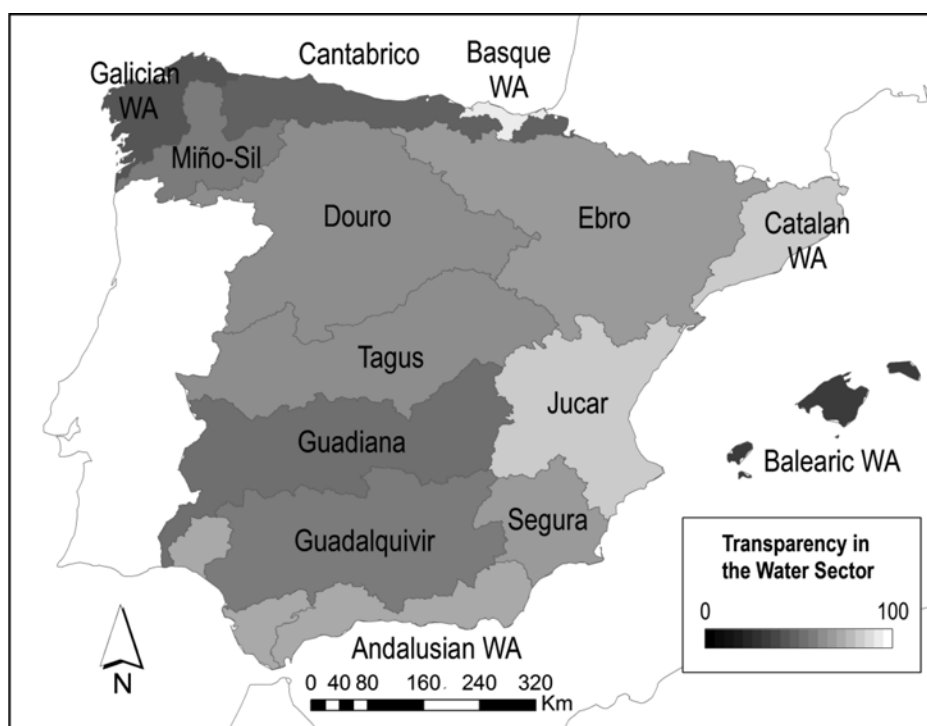 Cantabrico
Basque
WA
Galician
WA
Miño-Sil
Douro
Ebro
Catalan
WA
Tagus
Jucar
Guadiana
Balearic WA
Segura
Guadalquivir
Transparency in
the Water Sector
0 100
Andalusian WA
N
0 40 80 160 240 320
Km